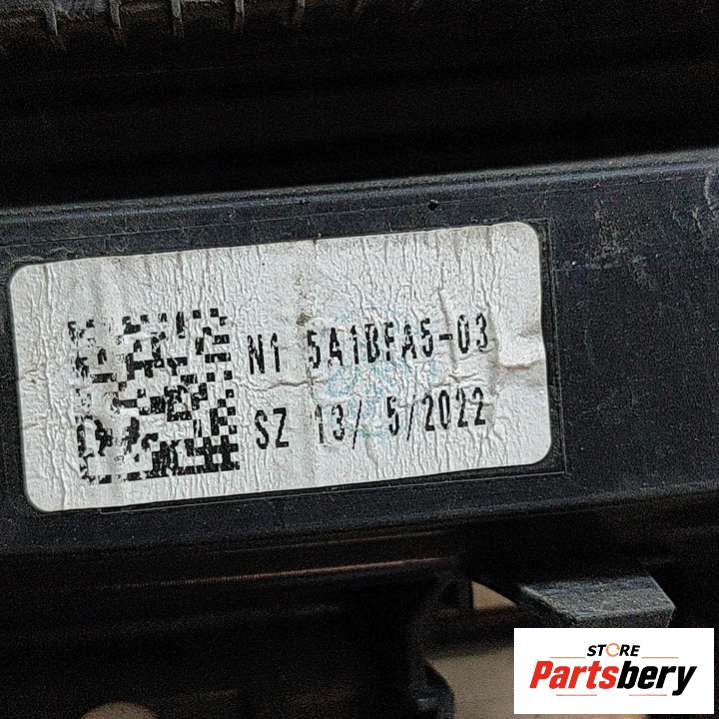 N1 5A1BFA5-03
SZ 13/ 5/2022
STORE
Partsbery